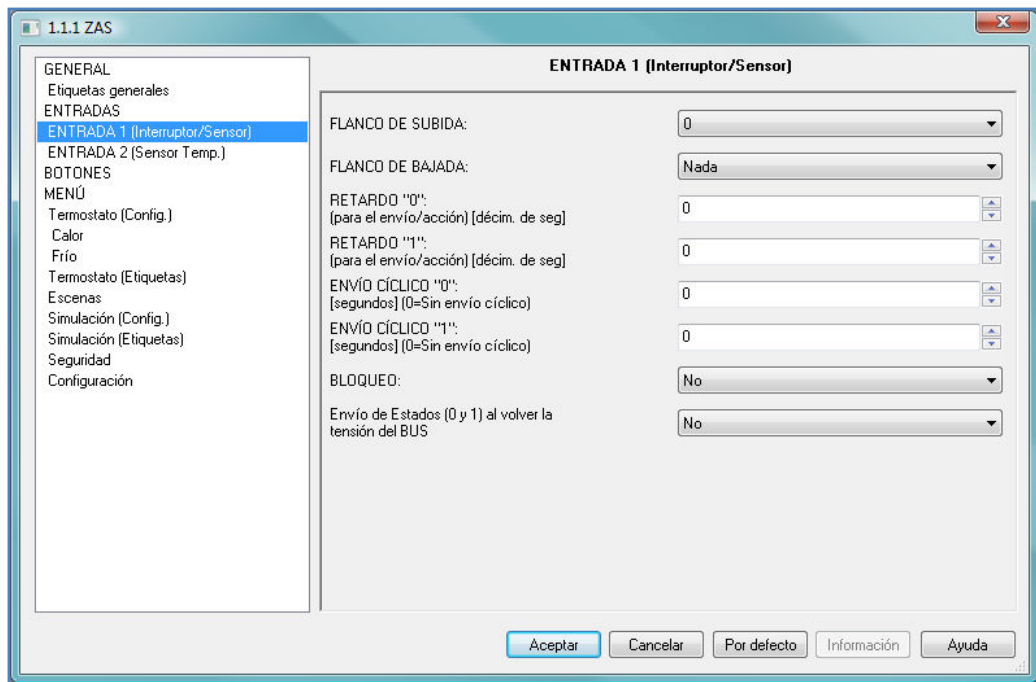 1.1.1 ZAS
GENERAL
Etiquetas generales
ENTRADAS
ENTRADA 1 (Interruptor/Sensor)
ENTRADA 2 (Sensor Temp.)
BOTONES
MENÚ
Termostato (Config.)
Calor
Frío
Termostato (Etiquetas)
Escenas
Simulación (Config.)
Simulación (Etiquetas)
Seguridad
Configuración
ENTRADA 1 (Interruptor/Sensor)
FLANCO DE SUBIDA:
0
FLANCO DE BAJADA:
Nada
RETARDO "0":
(para el envío/acción) [décim. de seg]
0
RETARDO "1":
(para el envío/acción) [décim. de seg]
0
ENVÍO CÍCLICO "0":
[segundos] (0=Sin envío cíclico)
0
ENVÍO CÍCLICO "1":
[segundos] (0=Sin envío cíclico)
0
BLOQUEO:
No
Envío de Estados (0 y 1) al volver la
tensión del BUS
No
Aceptar
Cancelar
Por defecto
Información
Ayuda